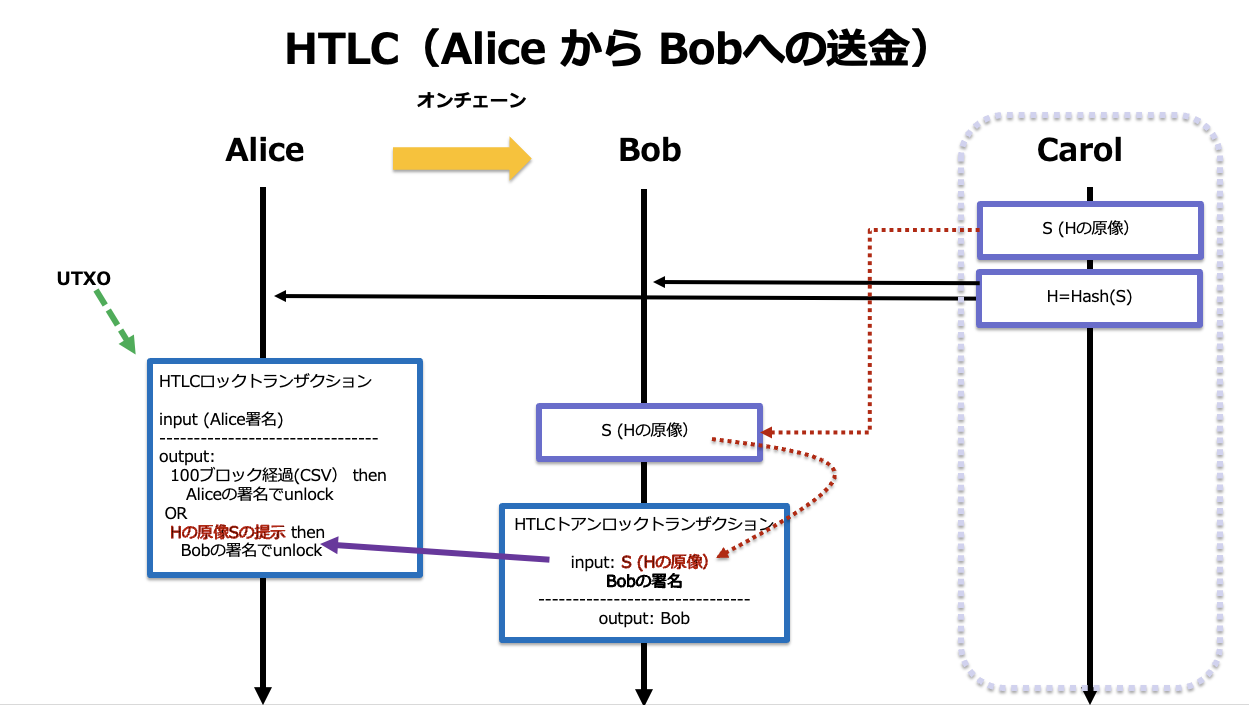 HTLC（Alice から Bobへの送金）
オンチェーン
Alice
Bob
Carol
S (Hの原像）
UTXO
H=Hash(S)
HTLCロックトランザクション
input (Alice署名)
--------------------------------
output:
100ブロック経過(CSV） then
Aliceの署名でunlock
OR
Hの原像Sの提示 then
Bobの署名でunlock
S (Hの原像）
HTLCトアンロックトランザクション
input: S (Hの原像）
Bobの署名
-------------------------------
output: Bob